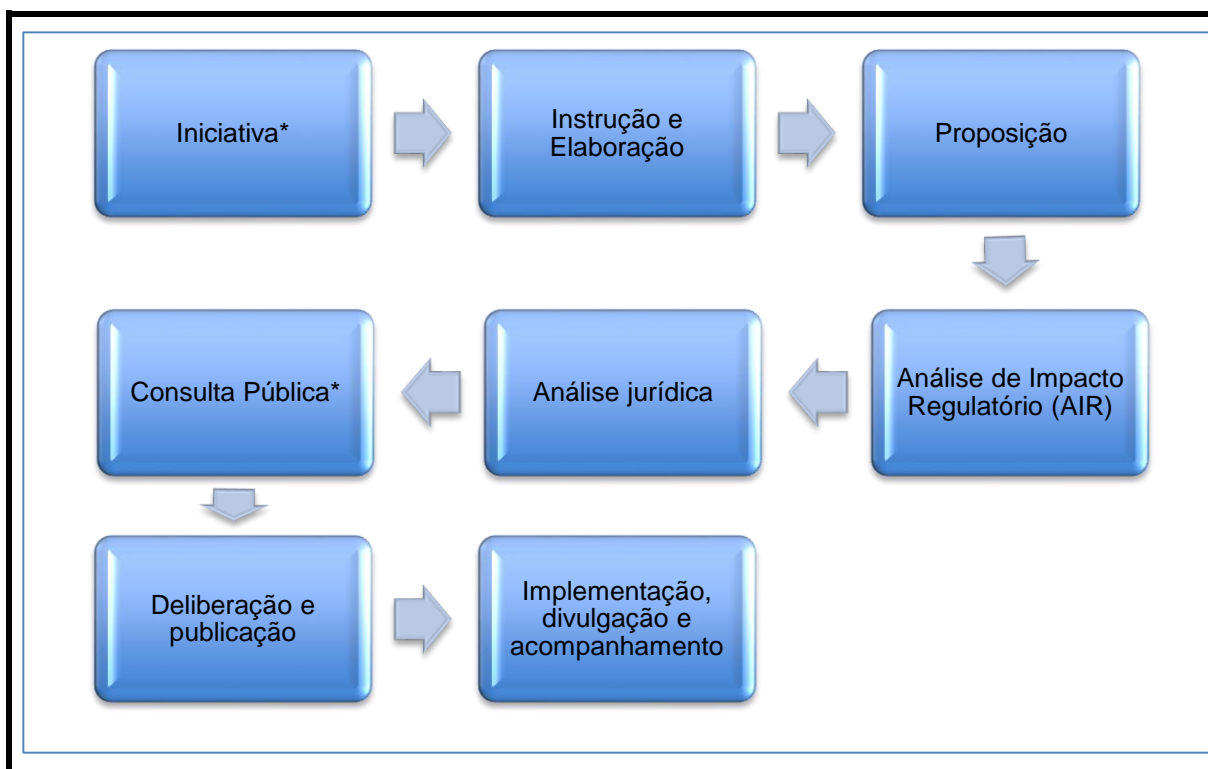 Iniciativa*
Instrução e
Elaboração
Proposição
Análise de Impacto
Regulatório (AIR)
Análise jurídica
Consulta Pública*
Deliberação e
publicação
Implementação,
divulgação e
acompanhamento